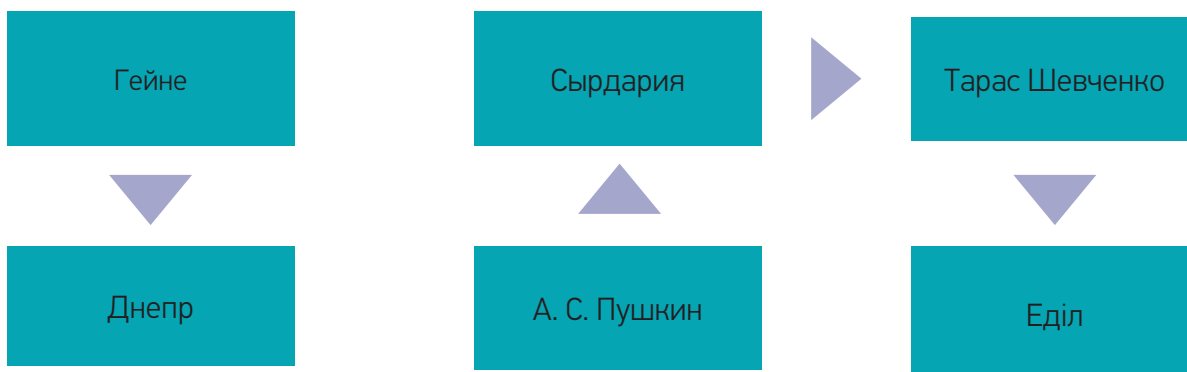 Гейне
Сырдария
Тарас Шевченко
Днепр
А. С. Пушкин
Еділ